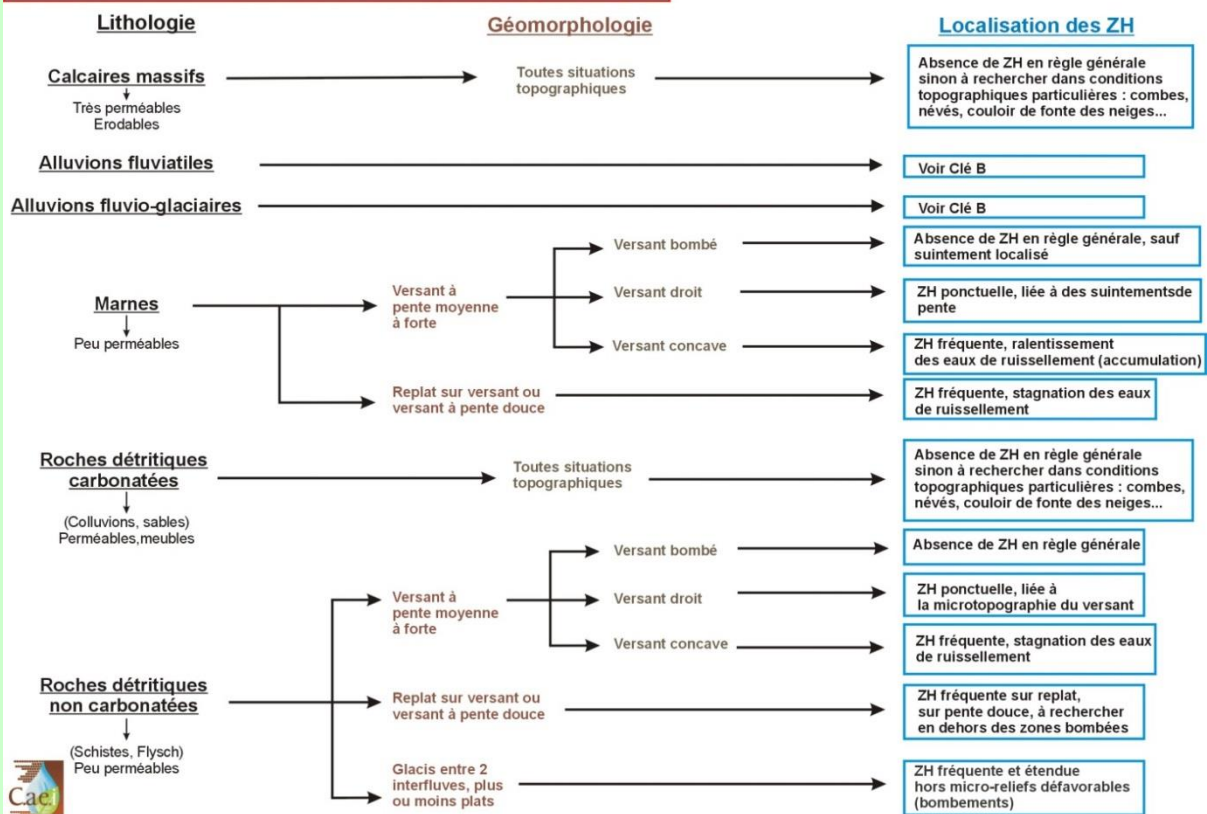 Lithologie
Géomorphologie
Localisation des ZH
Calcaires massifs
Très perméables
Erodables
Toutes situations
topographiques
Absence de ZH en règle générale
sinon à rechercher dans conditions
topographiques particulières : combes,
névés, couloir de fonte des neiges...
Alluvions fluviatiles
Voir Clé B
Alluvions fluvio-glaciaires
Voir Clé B
Marnes
Peu perméables
Versant à
pente moyenne
à forte
Versant bombé
Absence de ZH en règle générale, sauf
suintement localisé
Versant droit
ZH ponctuelle, liée à des suintementsde
pente
Versant concave
ZH fréquente, ralentissement
des eaux de ruissellement (accumulation)
Replat sur versant ou
versant à pente douce
ZH fréquente, stagnation des eaux
de ruissellement
Roches détritiques
carbonatées
(Colluvions, sables)
Perméables,meubles
Toutes situations
topographiques
Absence de ZH en règle générale
sinon à rechercher dans conditions
topographiques particulières : combes,
névés, couloir de fonte des neiges...
Roches détritiques
non carbonatées
(Schistes, Flysch)
Peu perméables
Versant à
pente moyenne
à forte
Versant bombé
Absence de ZH en règle générale
Versant droit
ZH ponctuelle, liée à
la microtopographie du versant
Versant concave
ZH fréquente, stagnation des eaux
de ruissellement
Replat sur versant ou
versant à pente douce
ZH fréquente sur replat,
sur pente douce, à rechercher
en dehors des zones bombées
Glacis entre 2
interfluves, plus
ou moins plats
ZH fréquente et étendue
hors micro-reliefs défavorables
(bombements)
C.a.e.i